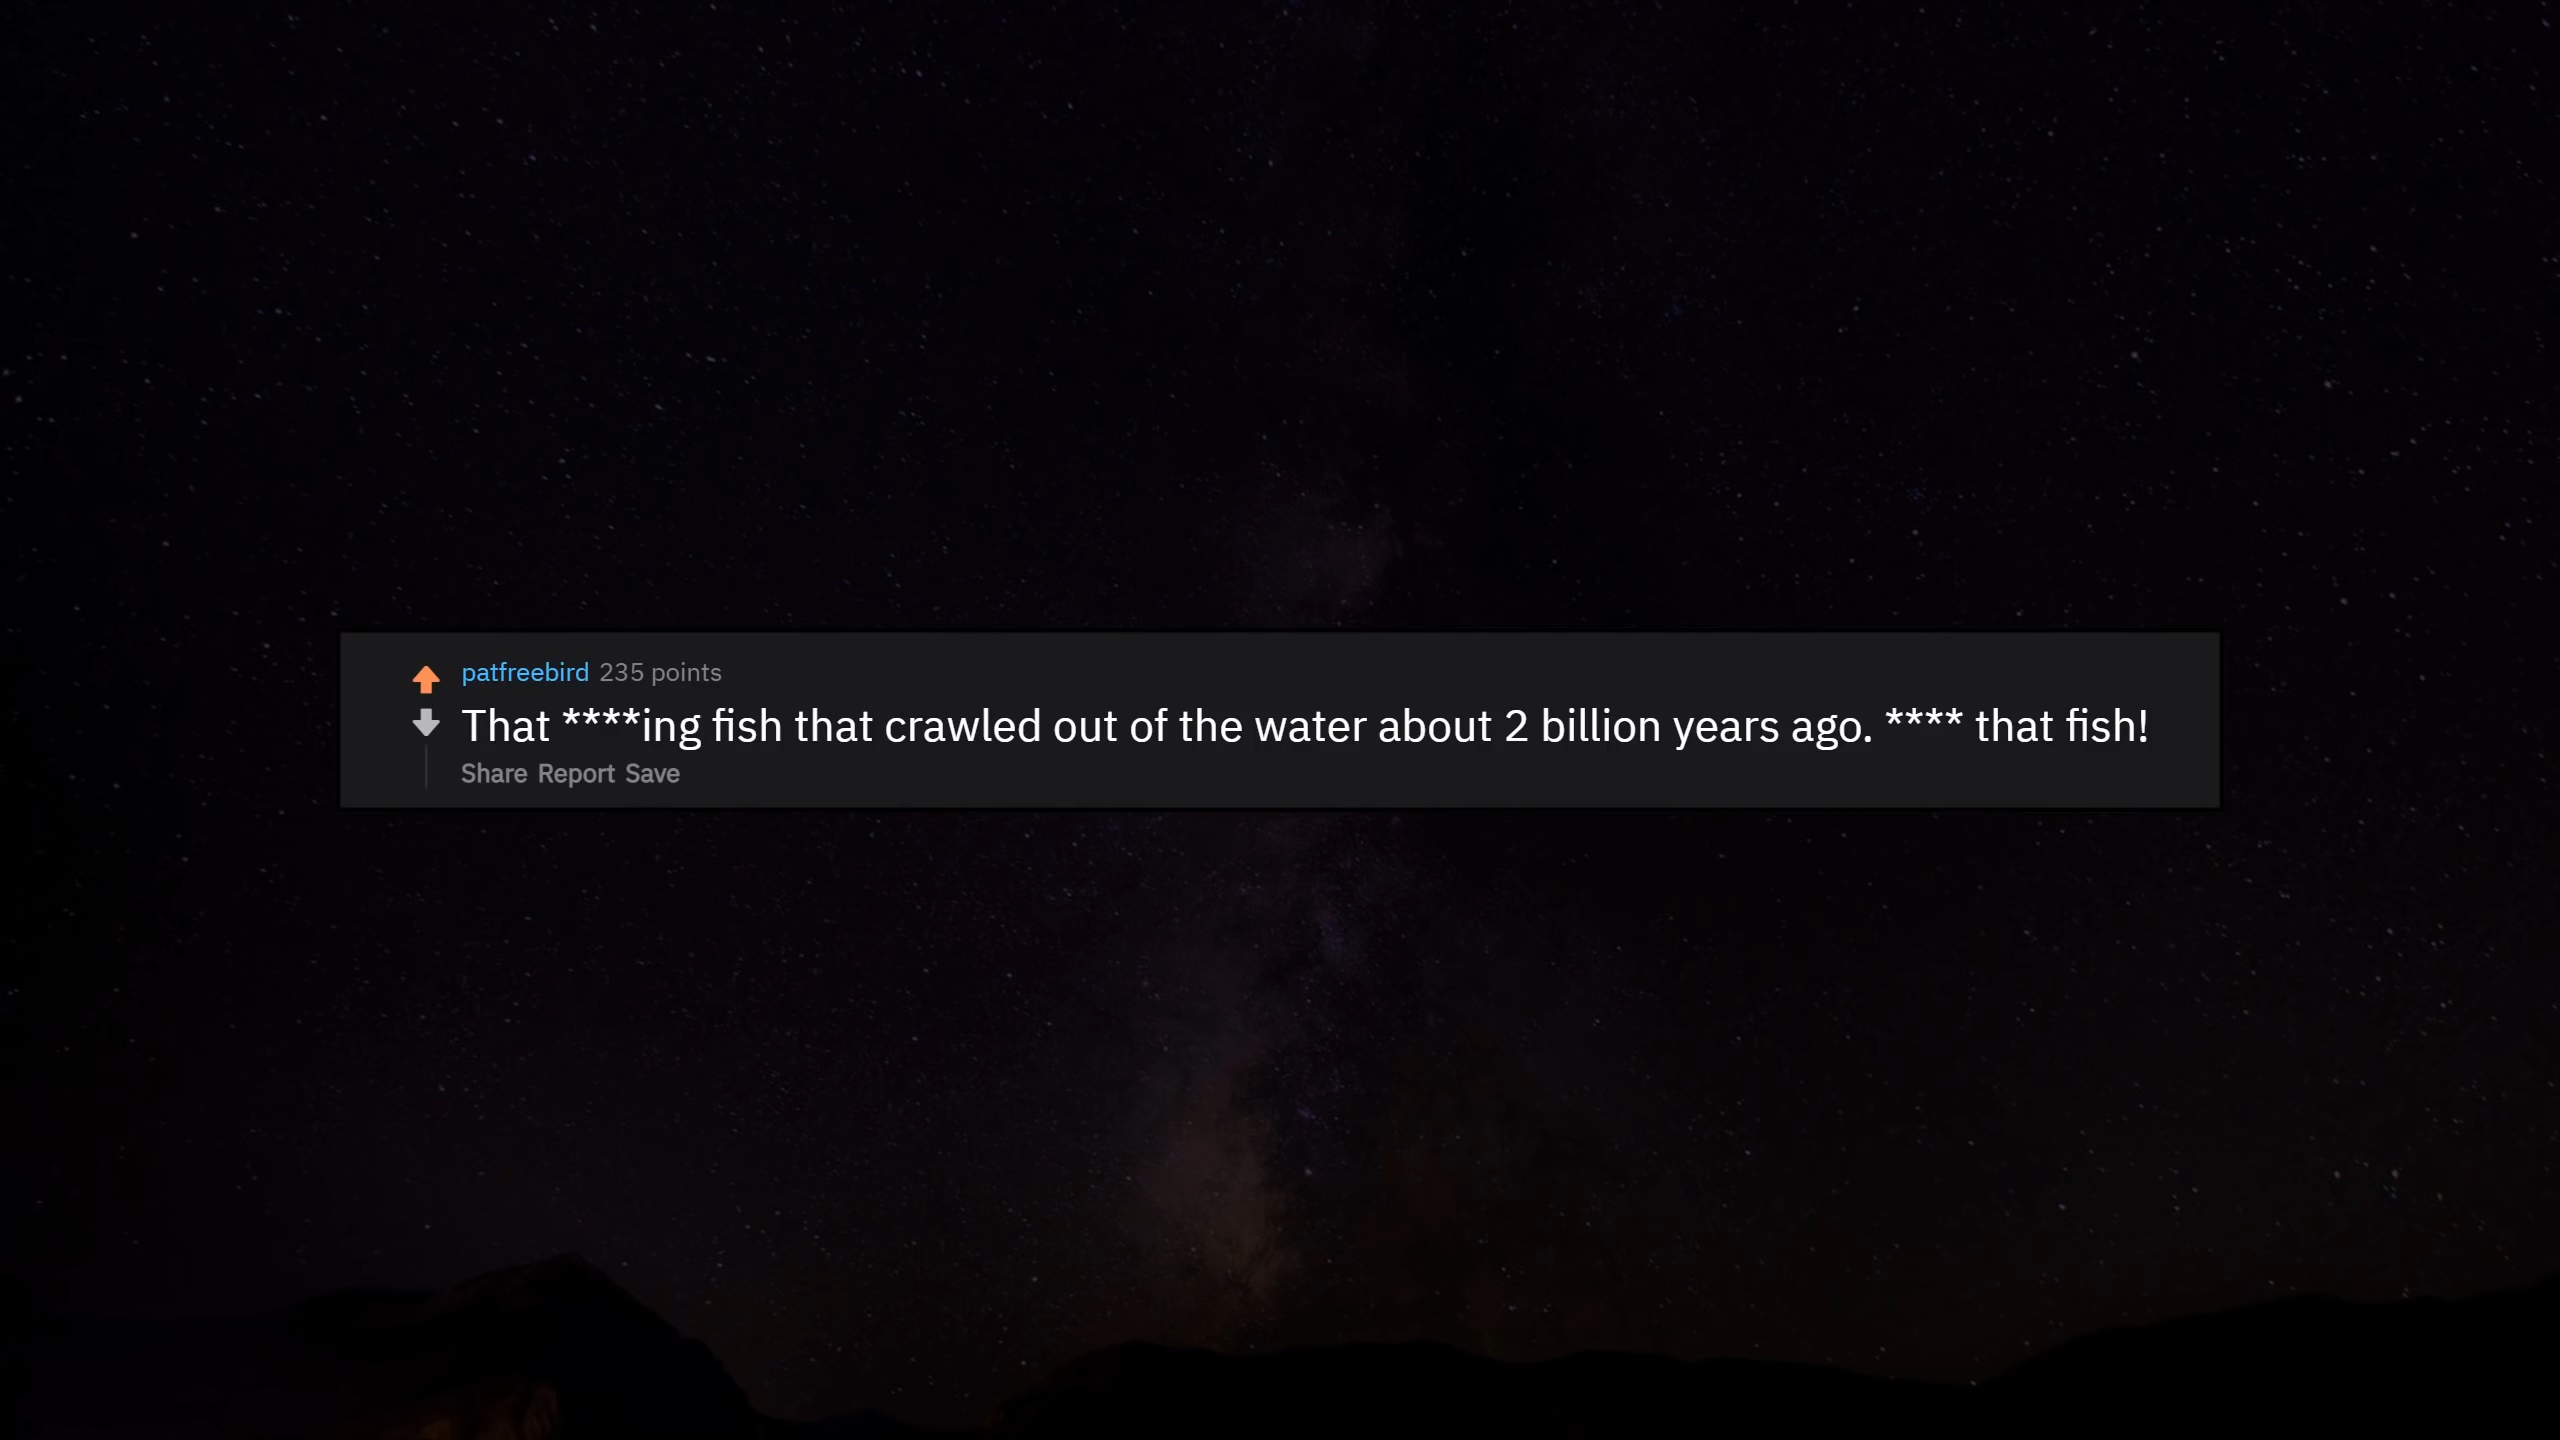 patfreebird 235 points
That ****ing fish that crawled out of the water about 2 billion years ago. **** that fish!
Share Report Save